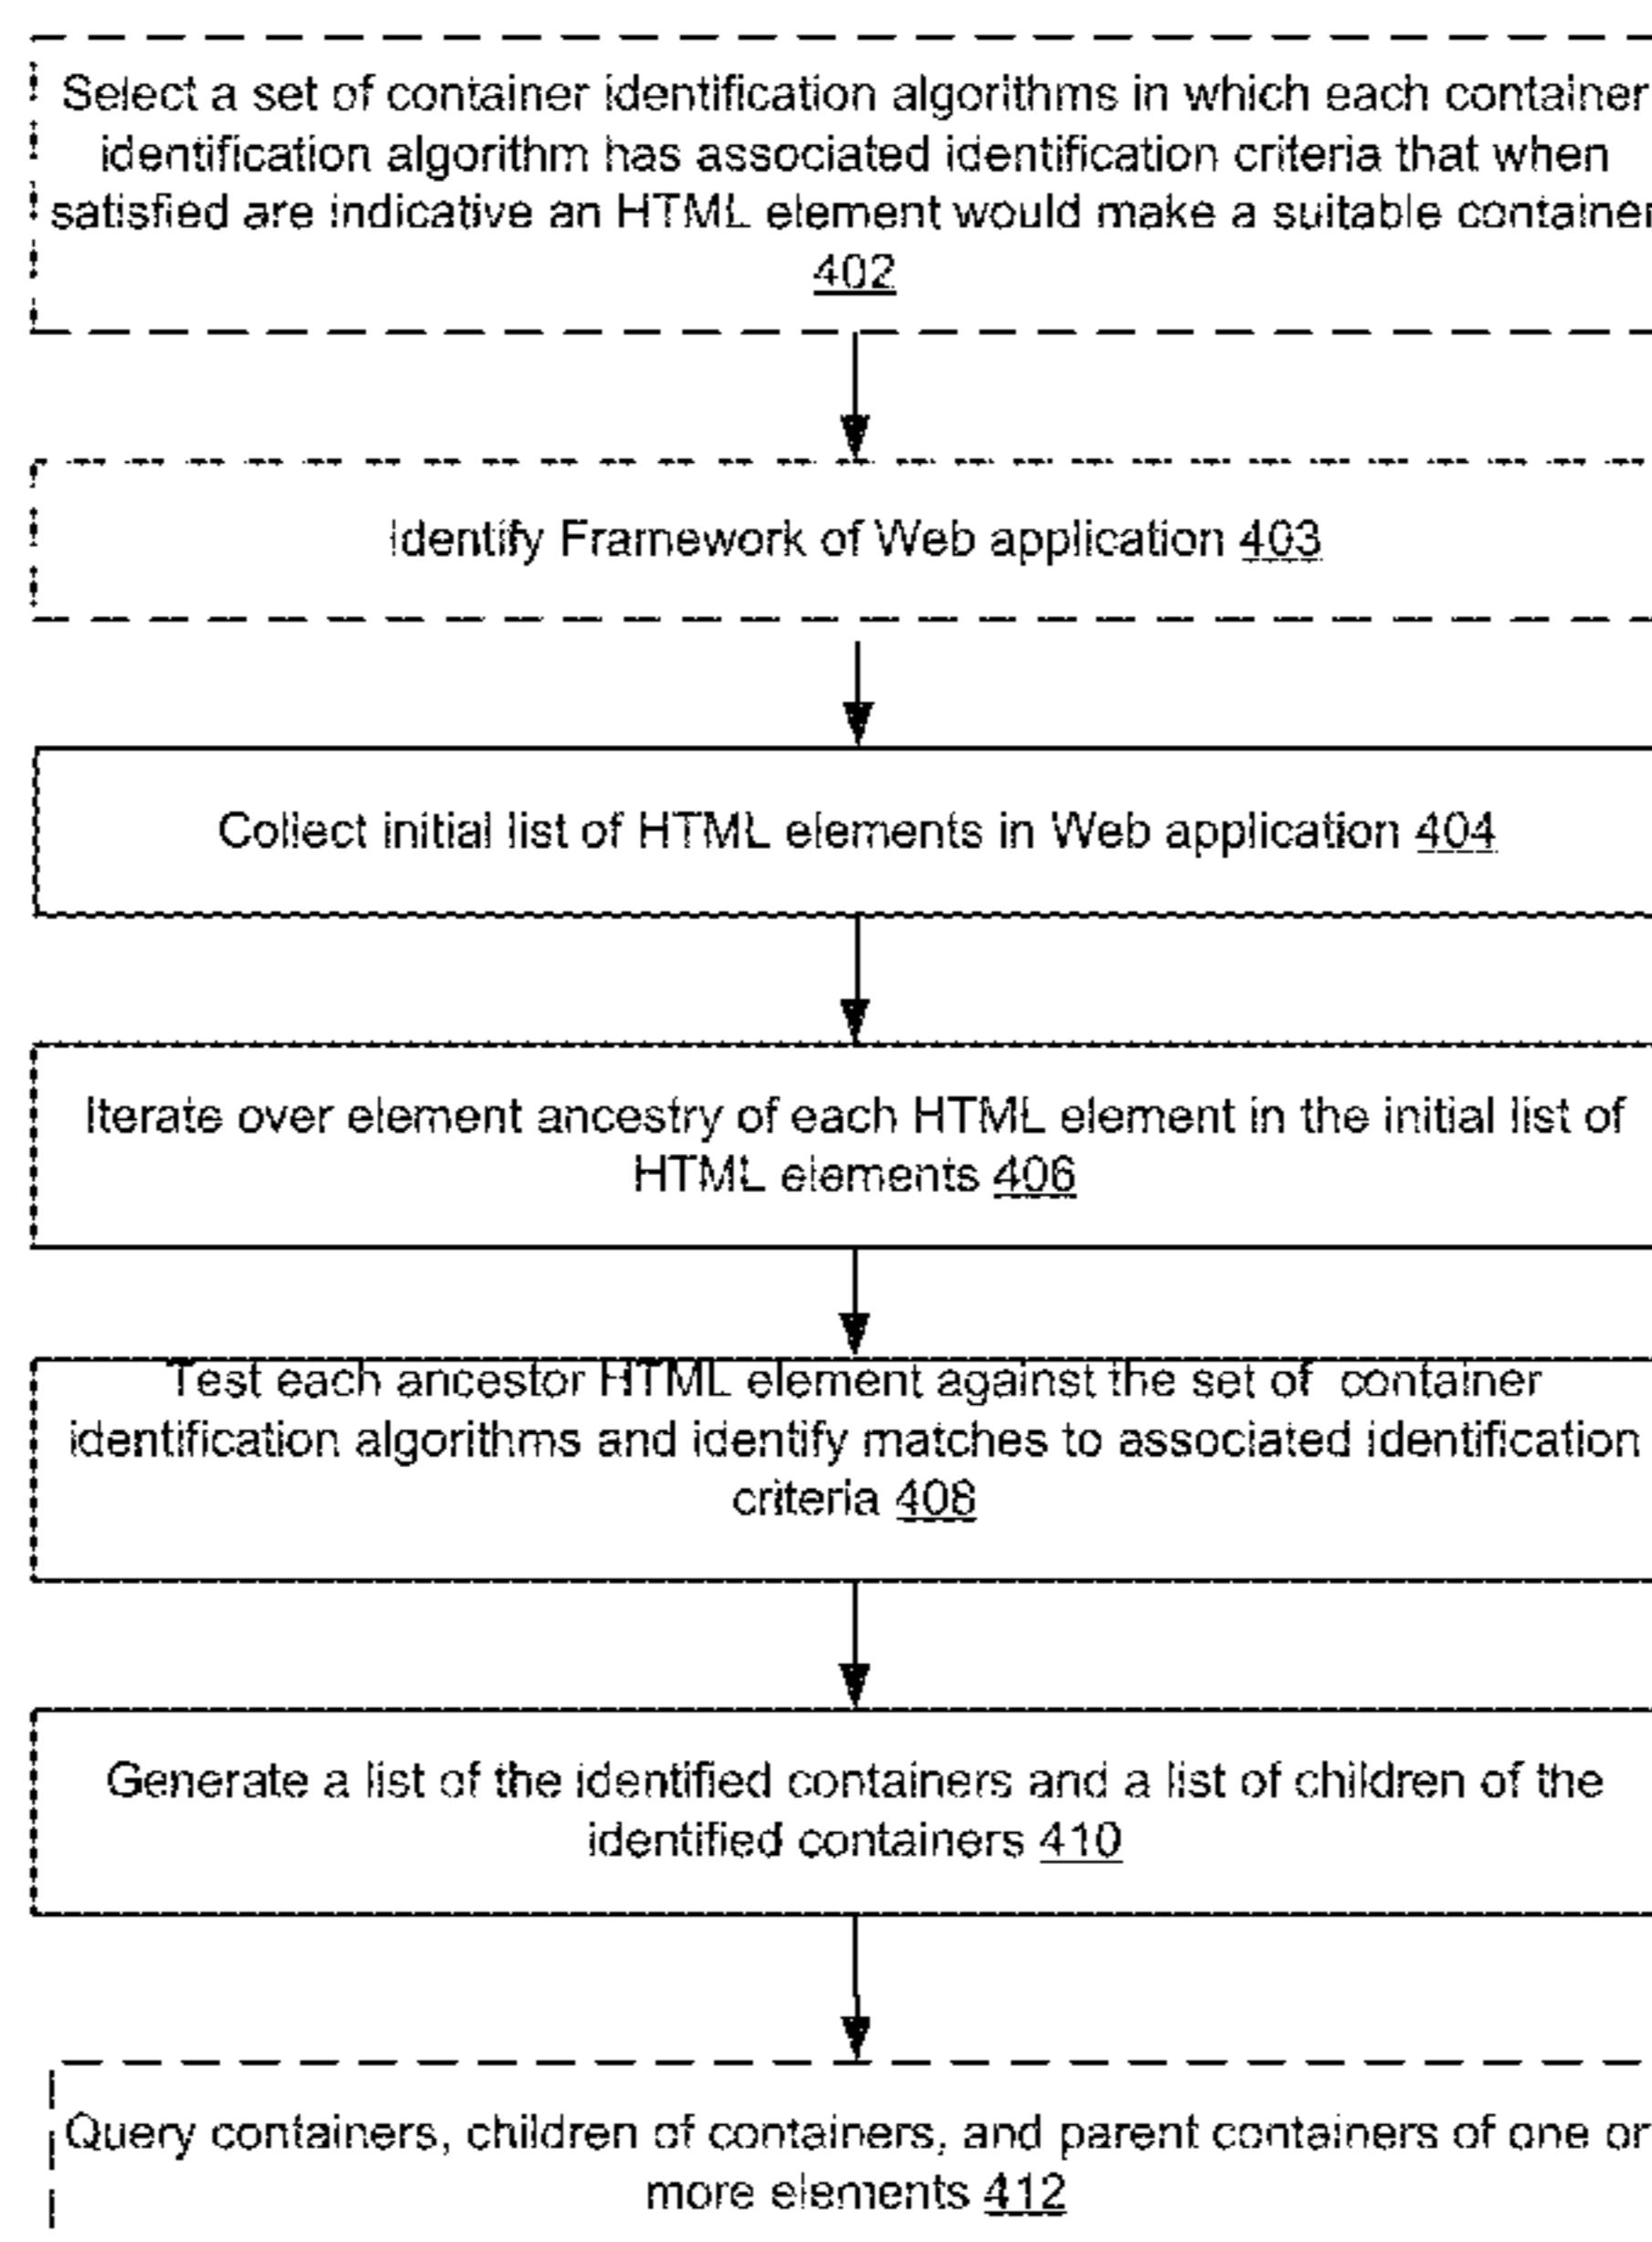 Select a set of container identification algorithms in which each container
identification algorithm has associated identification criteria that when
satisfied are indicative an HTML element would make a suitable container
402
Identify Framework of Web application 403
Collect initial list of HTML elements in Web application 404
Iterate over element ancestry of each HTML element in the initial list of
HTML elements 406
Test each ancestor HTML element against the set of container
identification algorithms and identify matches to associated identification
criteria 408
Generate a list of the identified containers and a list of children of the
identified containers 410
Query containers, children of containers, and parent containers of one or
more elements 412